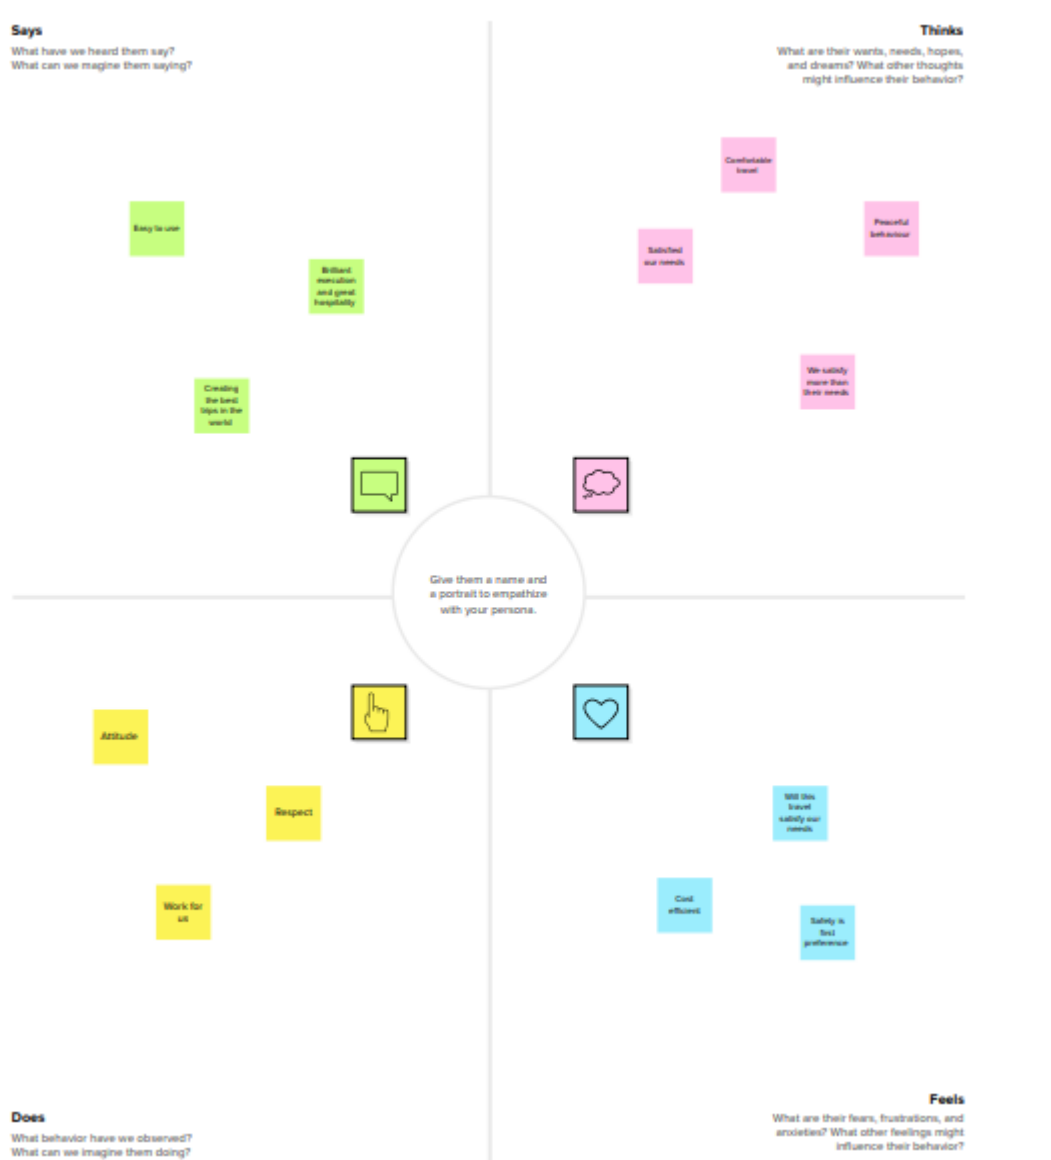 Says
What have we heard them say?
What can we magine them saying?
Thinks
What are their wants, needs, hopes,
and dreams? What other thoughts
might influence their behavior?
Easy to use
Brilliant
execution
and great
hospitality
Creating
the best
trips in the
world
Comfortable
travel
Peaceful
behaviour
Satisfied
our needs
We satisfy
more than
their needs
Give them a name and
a portrait to empathize
with your persona.
Attitude
Respect
Work for
us
Will this
travel
satisfy our
needs
Cost
efficient
Safety is
first
preference
Does
What behavior have we observed?
What can we imagine them doing?
Feels
What are their fears, frustrations, and
anxieties? What other feelings might
influence their behavior?